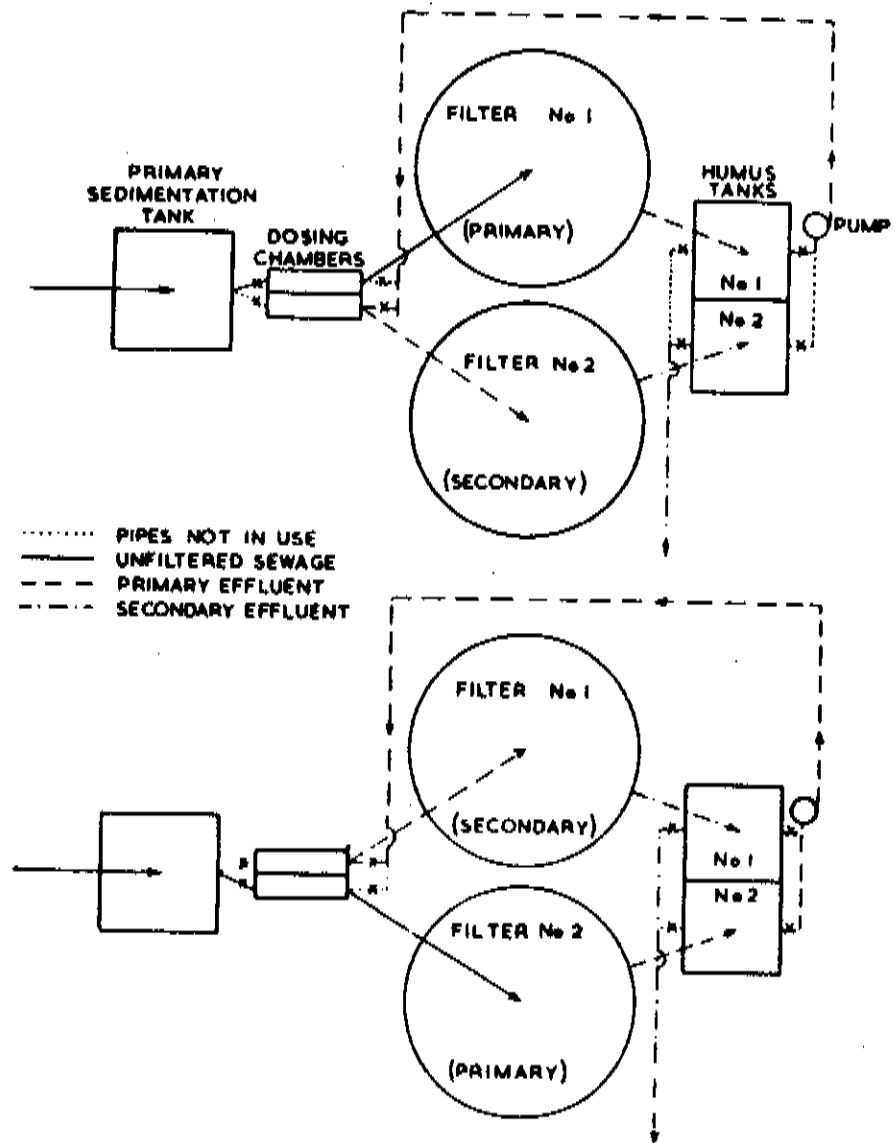 FILTER No 1
PRIMARY
SEDIMENTATION
TANK
HUMUS
TANKS
DOSING
CHAMBERS
(PRIMARY)
PUMP
No 1
No 2
FILTER No 2
(SECONDARY)
PIPES NOT IN USE
UNFILTERED SEWAGE
PRIMARY EFFLUENT
SECONDARY EFFLUENT
FILTER No 1
(SECONDARY)
No 1
No 2
FILTER No 2
(PRIMARY)